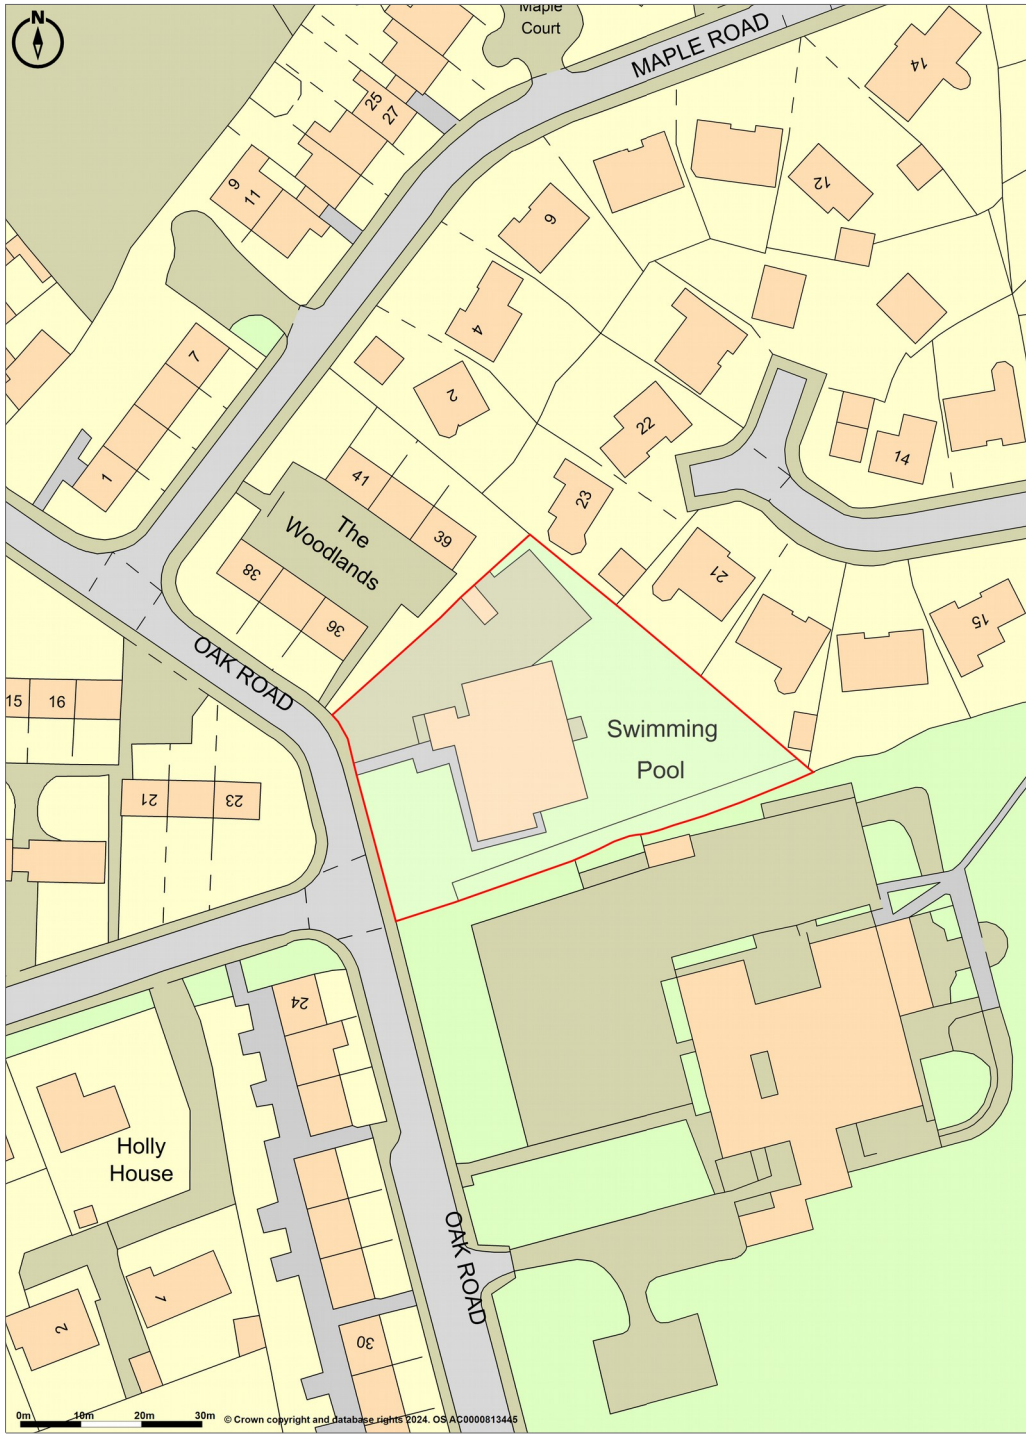 N
Maple
Court
MAPLE ROAD
14
25
27
9
11
12
9
4
7
2
22
1
41
14
23
The
Woodlands
39
38
21
36
15
OAK ROAD
15
16
Swimming
Pool
21
23
24
Holly
House
OAK ROAD
1
2
30
0m
10m
20m
30m
© Crown copyright and database rights 2024. OS AC0000813445